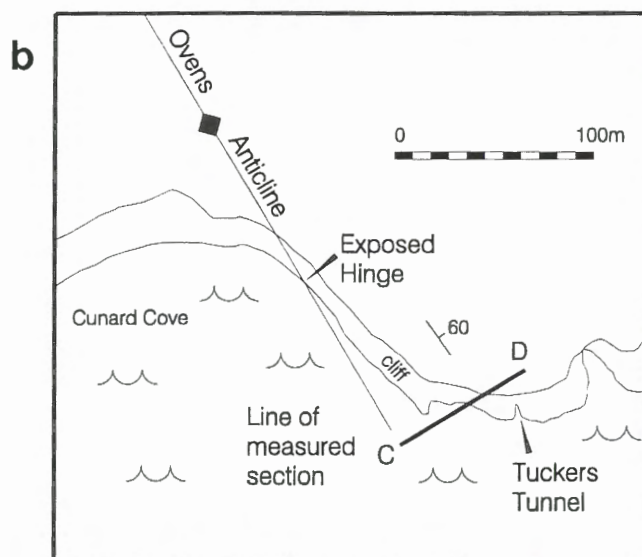 b
Ovens
Anticline
0 100m
Exposed
Hinge
Cunard Cove
60
cliff
D
Line of
measured
section
C
Tuckers
Tunnel